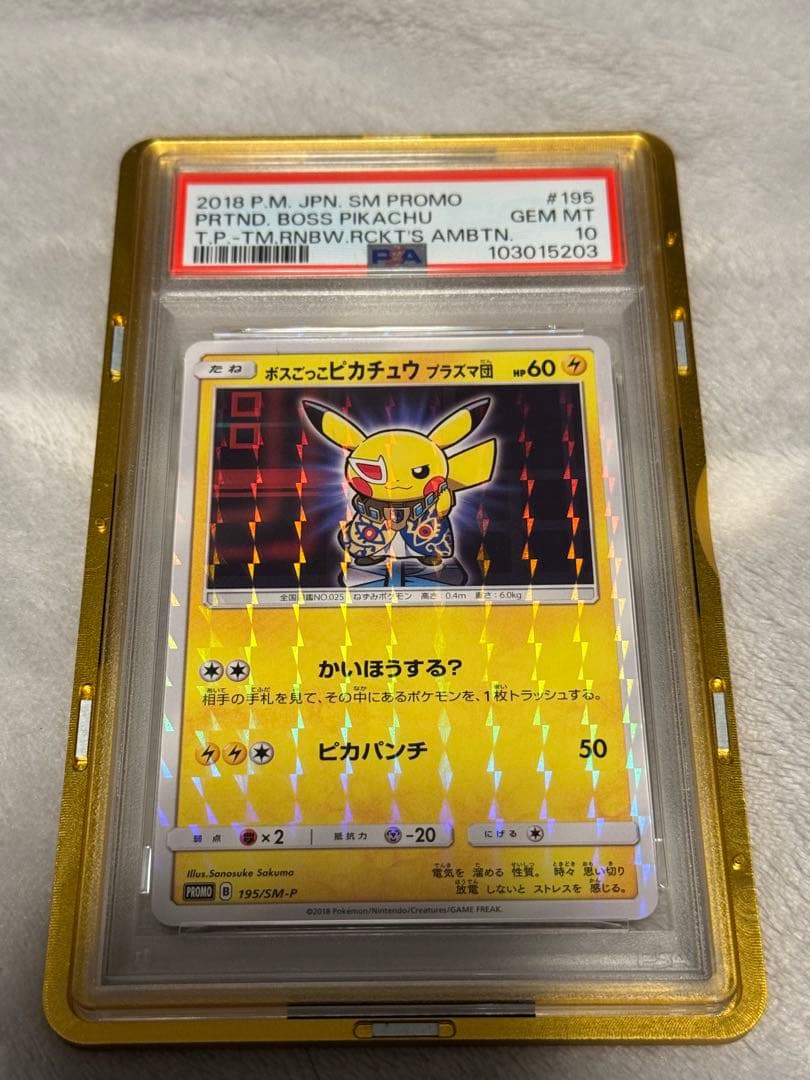 2018 P.M. JPN. SM PROMO #195
PRTND. BOSS PIKACHU GEM MT
T.P.-TM.RNBW.RCKT'S AMBTN. 10
PSA 103015203
たね ボスごっこピカチュウ プラズマ団 HP60
全国図鑑NO.025 ねずみポケモン 高さ:0.4m 重さ:6.0kg
かいほうする?
相手の手札を見て、その中にあるポケモンを、1枚トラッシュする。
ピカパンチ 50
弱点 ×2 抵抗力 -20 にげる
Illus.Sanosuke Sakuma
電気を 溜める 性質。 時々 思い切り
放電 しないと ストレスを 感じる。
PROMO B 195/SM-P
©2018 Pokémon/Nintendo/Creatures/GAME FREAK.